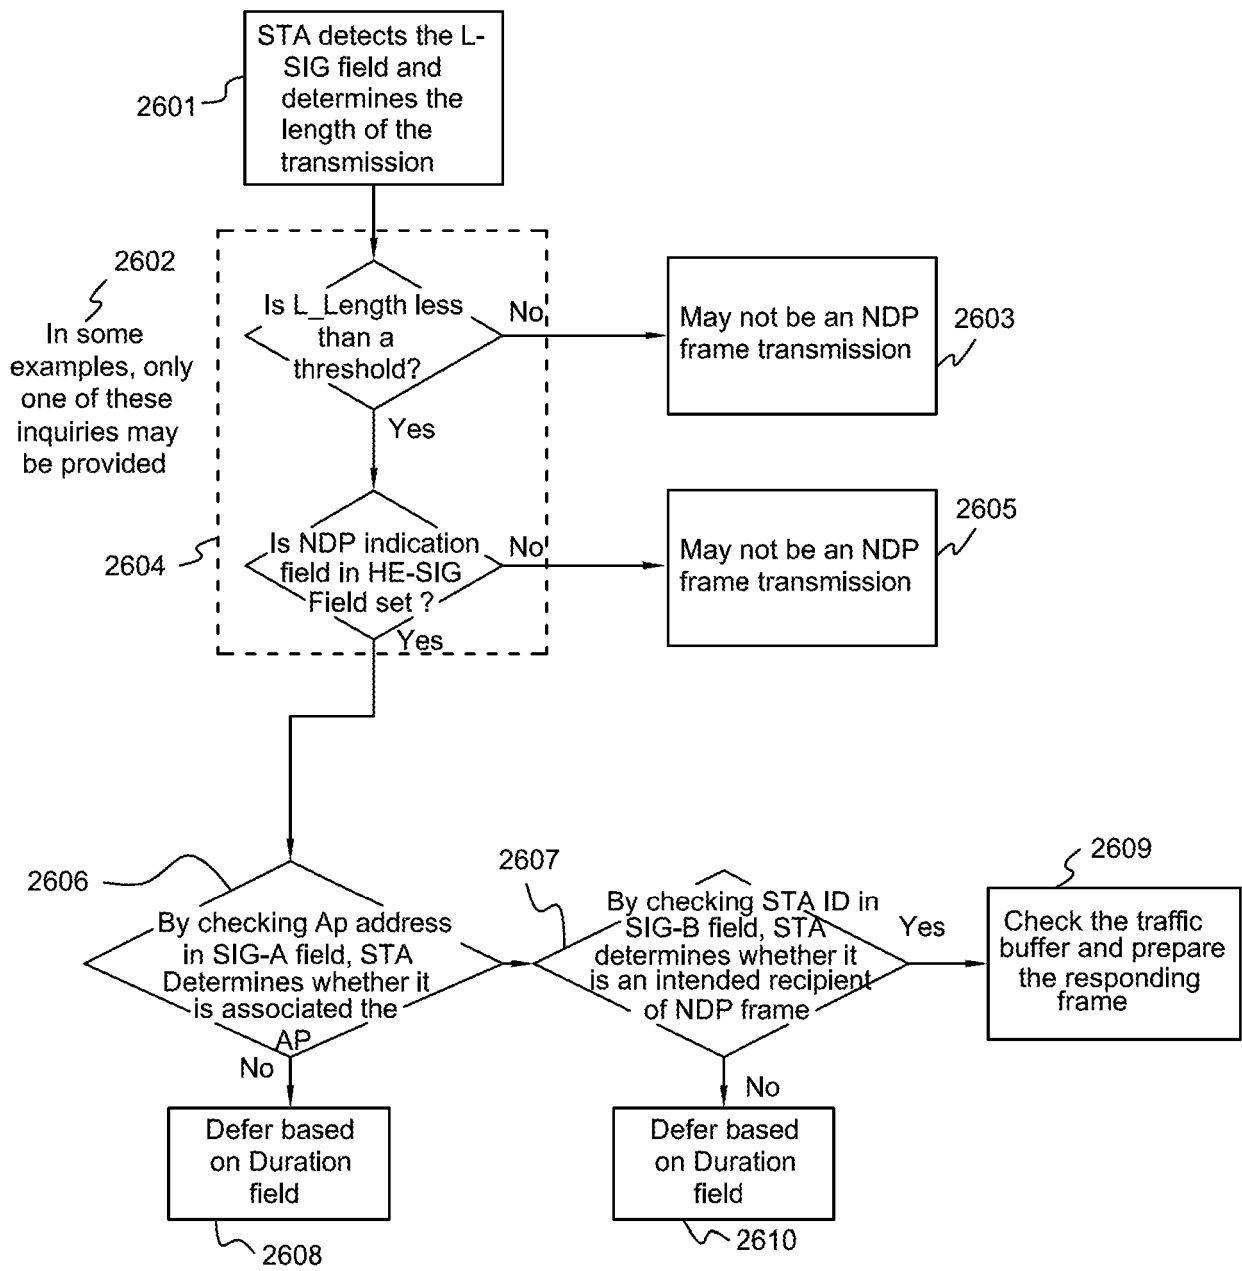 STA detects the L-
SIG field and
determines the
length of the
transmission
2601
2602
In some
examples, only
one of these
inquiries may
be provided
Is L_Length less
than a
threshold?
No
May not be an NDP
frame transmission
2603
Yes
2604
Is NDP indication
field in HE-SIG
Field set ?
No
May not be an NDP
frame transmission
2605
Yes
2606
By checking Ap address
in SIG-A field, STA
Determines whether it
is associated the
AP
No
2607
By checking STA ID in
SIG-B field, STA
determines whether it
is an intended recipient
of NDP frame
Yes
2609
Check the traffic
buffer and prepare
the responding
frame
No
Defer based
on Duration
field
2608
Defer based
on Duration
field
2610